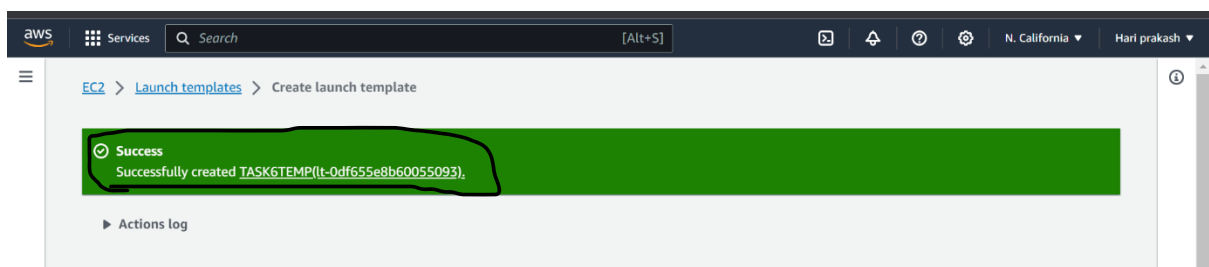 aws Services Search [Alt+S] N. California Hari prakash
EC2 > Launch templates > Create launch template
Success
Successfully created TASK6TEMP(lt-0df655e8b60055093).
Actions log